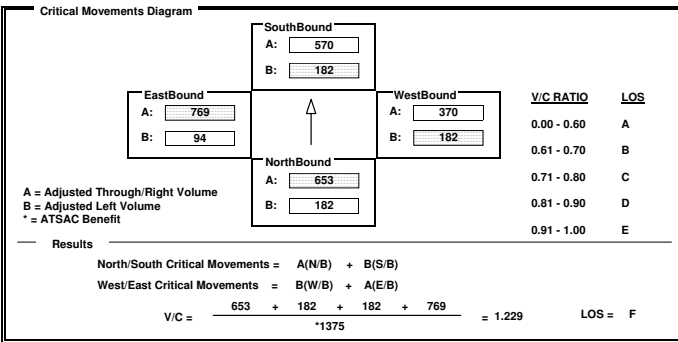 Critical Movements Diagram
SouthBound
A: 570
B: 182
EastBound
A: 769
B: 94
WestBound
A: 370
B: 182
NorthBound
A: 653
B: 182
V/C RATIO LOS
0.00 - 0.60 A
0.61 - 0.70 B
0.71 - 0.80 C
0.81 - 0.90 D
0.91 - 1.00 E
A = Adjusted Through/Right Volume
B = Adjusted Left Volume
* = ATSAC Benefit
Results
North/South Critical Movements = A(N/B) + B(S/B)
West/East Critical Movements = B(W/B) + A(E/B)
V/C = 653 + 182 + 182 + 769 = 1.229 LOS = F
*1375